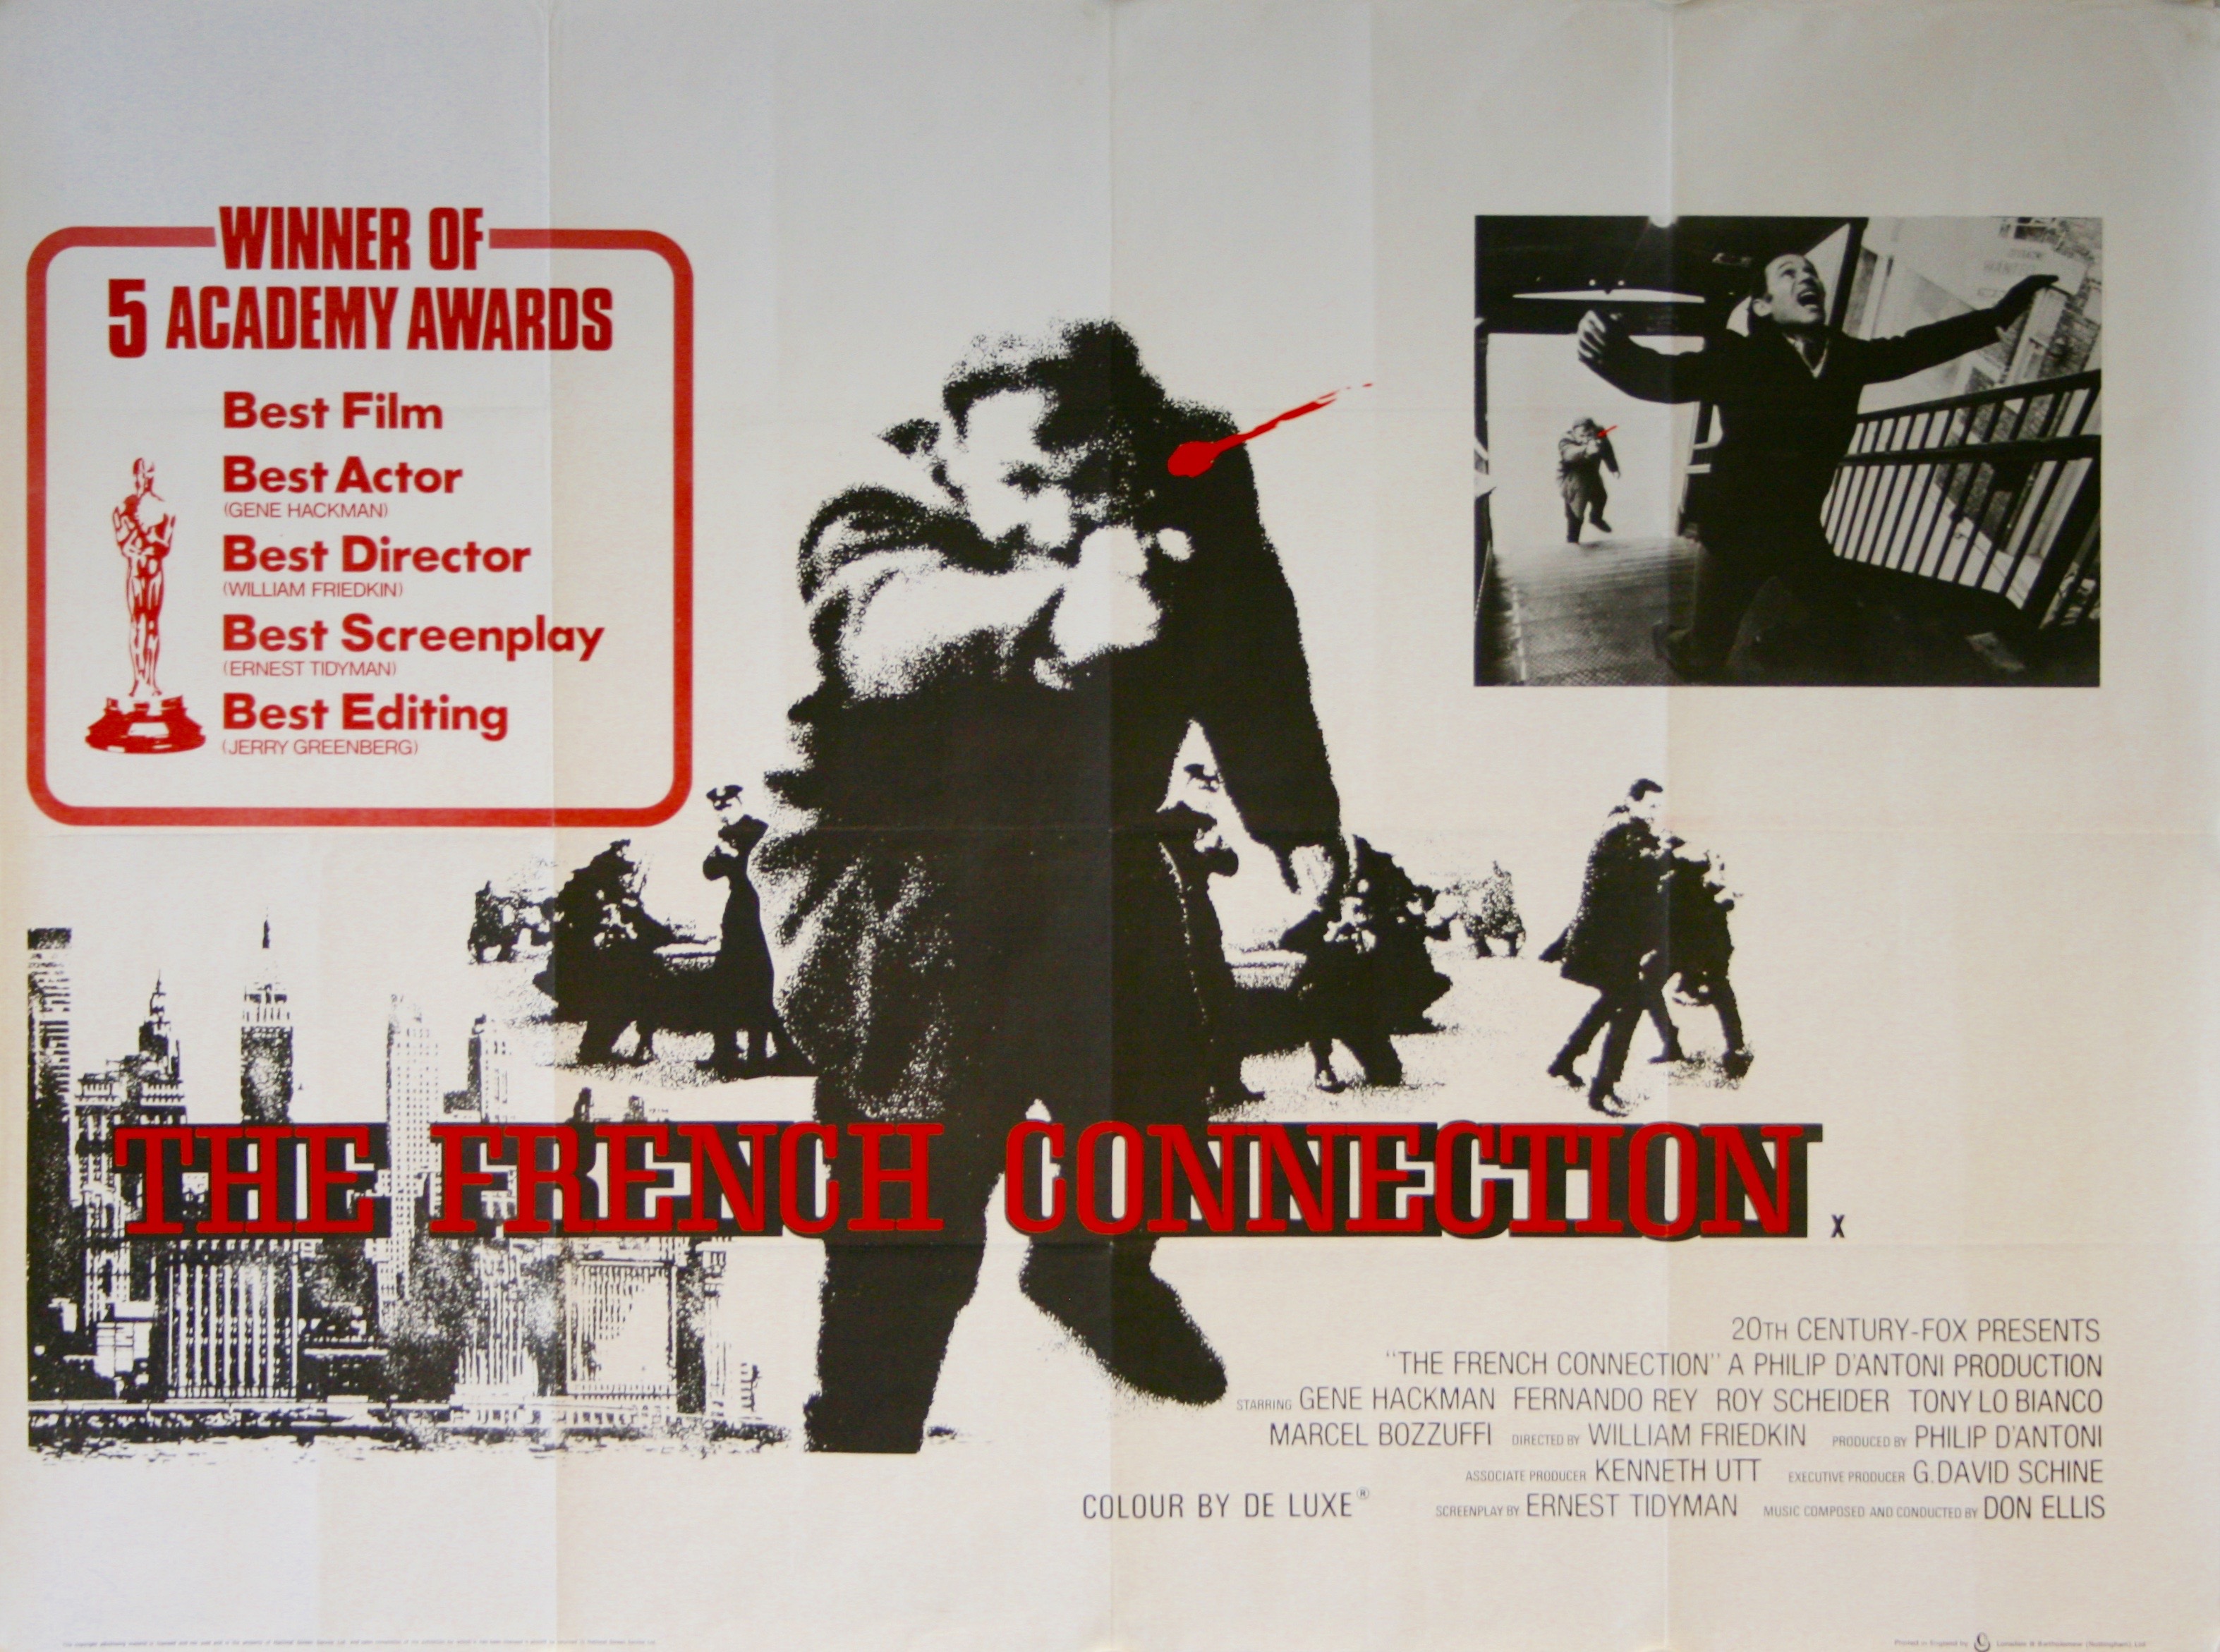 WINNER OF
5 ACADEMY AWARDS
Best Film
Best Actor
(GENE HACKMAN)
Best Director
(WILLIAM FRIEDKIN)
Best Screenplay
(ERNEST TIDYMAN)
Best Editing
(JERRY GREENBERG)
THE FRENCH CONNECTION X
20TH CENTURY-FOX PRESENTS
"THE FRENCH CONNECTION" A PHILIP D'ANTONI PRODUCTION
STARRING GENE HACKMAN FERNANDO REY ROY SCHEIDER TONY LO BIANCO
MARCEL BOZZUFFI DIRECTED BY WILLIAM FRIEDKIN PRODUCED BY PHILIP D'ANTONI
ASSOCIATE PRODUCER KENNETH UTT EXECUTIVE PRODUCER G. DAVID SCHINE
COLOUR BY DE LUXE® SCREENPLAY BY ERNEST TIDYMAN MUSIC COMPOSED AND CONDUCTED BY DON ELLIS
Printed in England by